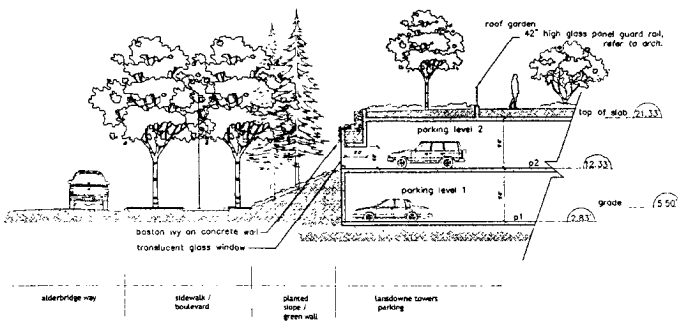 roof garden
42" high glass panel guard rail,
refer to arch.
top of slab 21.33
parking level 2
p2 12.33
parking level 1
grade 5.50
p1 2.83
boston ivy on concrete wall
translucent glass window
alderbridge way
sidewalk /
boulevard
planted
slope /
green wall
lansdowne towers
parking